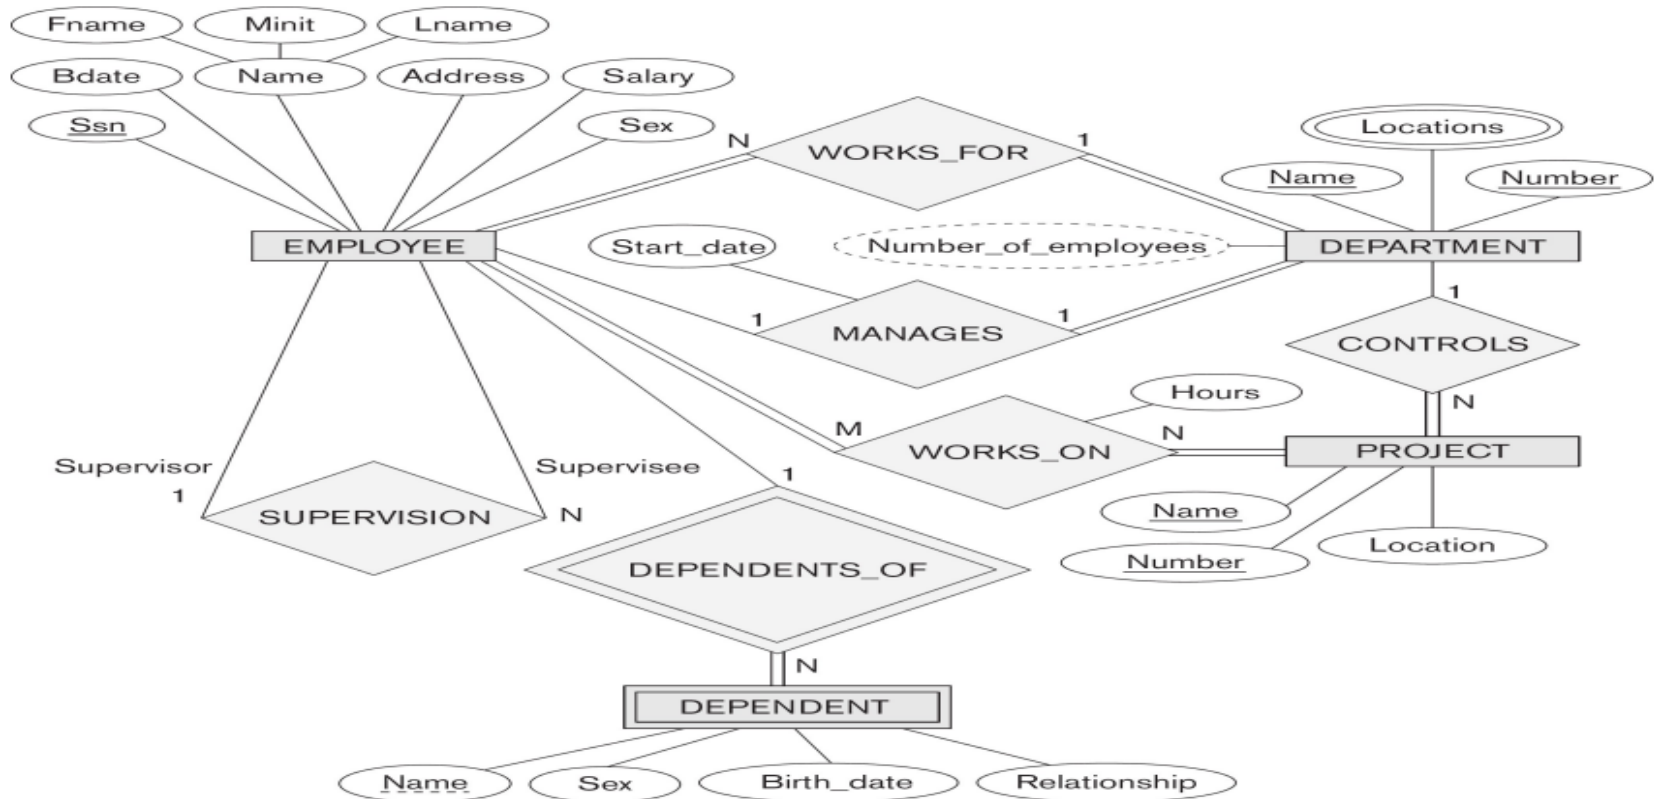 Fname
Minit
Lname
Bdate
Name
Address
Salary
Ssn
Sex
N
WORKS_FOR
1
Locations
Name
Number
EMPLOYEE
Start_date
Number_of_employees
DEPARTMENT
1
MANAGES
1
1
CONTROLS
N
Hours
M
WORKS_ON
N
PROJECT
Supervisor
1
Supervisee
SUPERVISION
N
1
Name
Number
Location
DEPENDENTS_OF
N
DEPENDENT
Name
Sex
Birth_date
Relationship